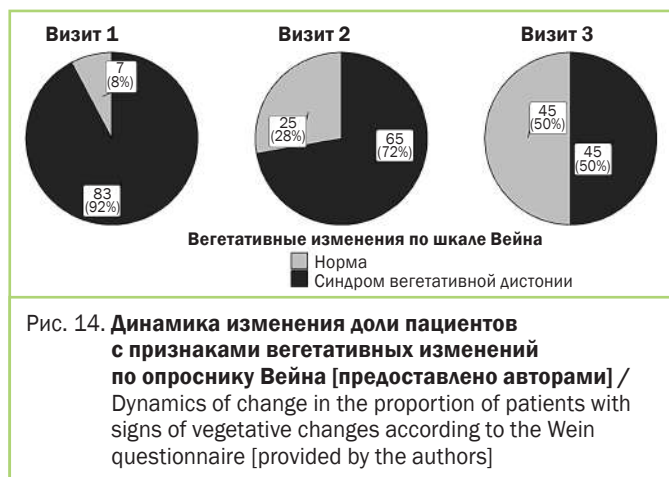 Визит 1
Визит 2
Визит 3
7
(8%)
83
(92%)
25
(28%)
65
(72%)
45
(50%)
45
(50%)
Вегетативные изменения по шкале Вейна
Норма
Синдром вегетативной дистонии
Рис. 14. Динамика изменения доли пациентов
с признаками вегетативных изменений
по опроснику Вейна [предоставлено авторами] /
Dynamics of change in the proportion of patients with
signs of vegetative changes according to the Wein
questionnaire [provided by the authors]